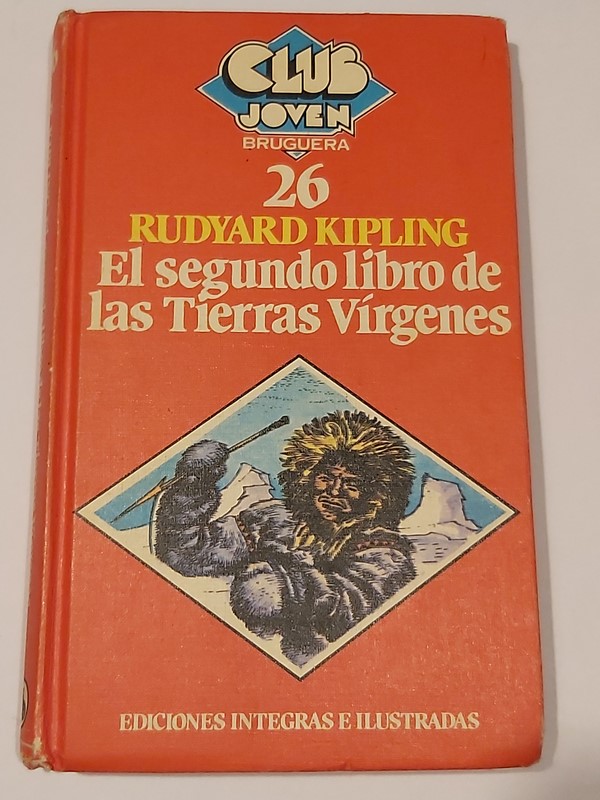 CLUB
JOVEN
BRUGUERA
26
RUDYARD KIPLING
El segundo libro de
las Tierras Vírgenes
EDICIONES INTEGRAS E ILUSTRADAS